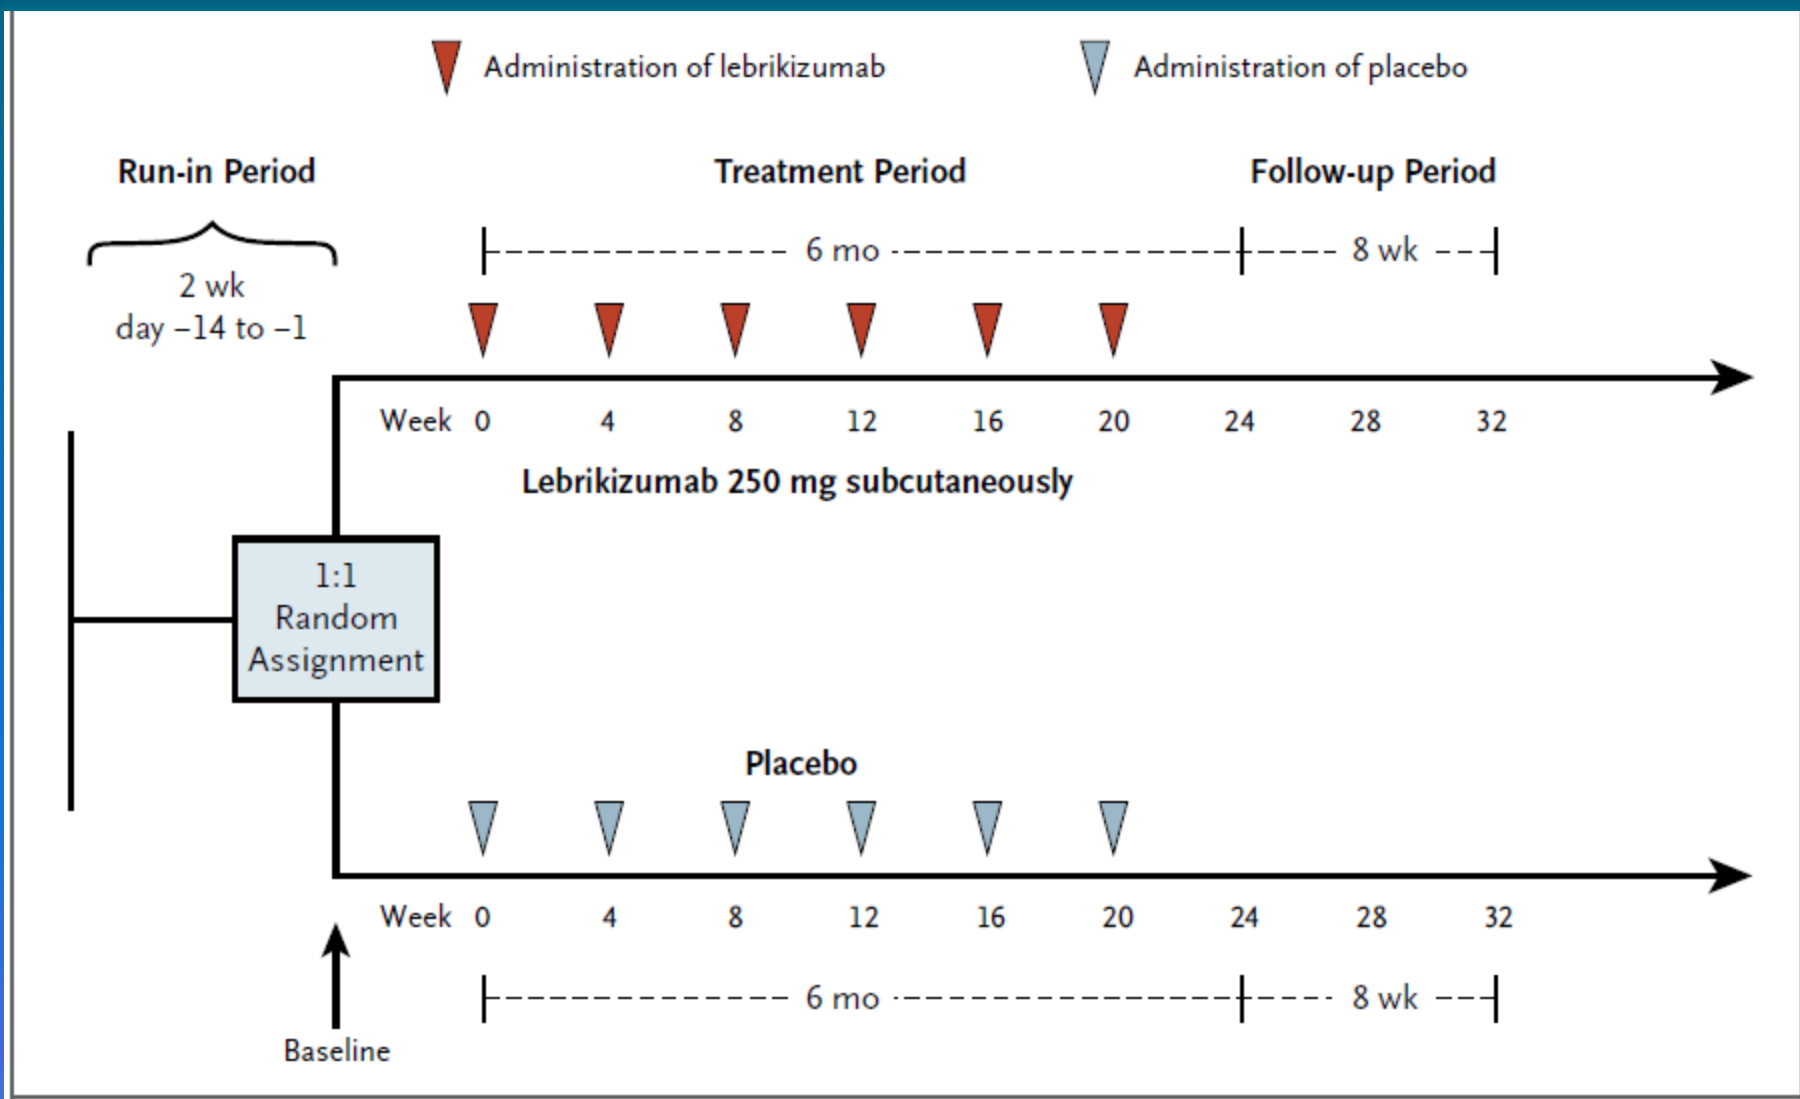 Administration of lebrikizumab
Administration of placebo
Run-in Period
Treatment Period
Follow-up Period
2 wk
day –14 to –1
6 mo
8 wk
Week 0 4 8 12 16 20 24 28 32
Lebrikizumab 250 mg subcutaneously
1:1
Random
Assignment
Placebo
Week 0 4 8 12 16 20 24 28 32
6 mo
8 wk
Baseline